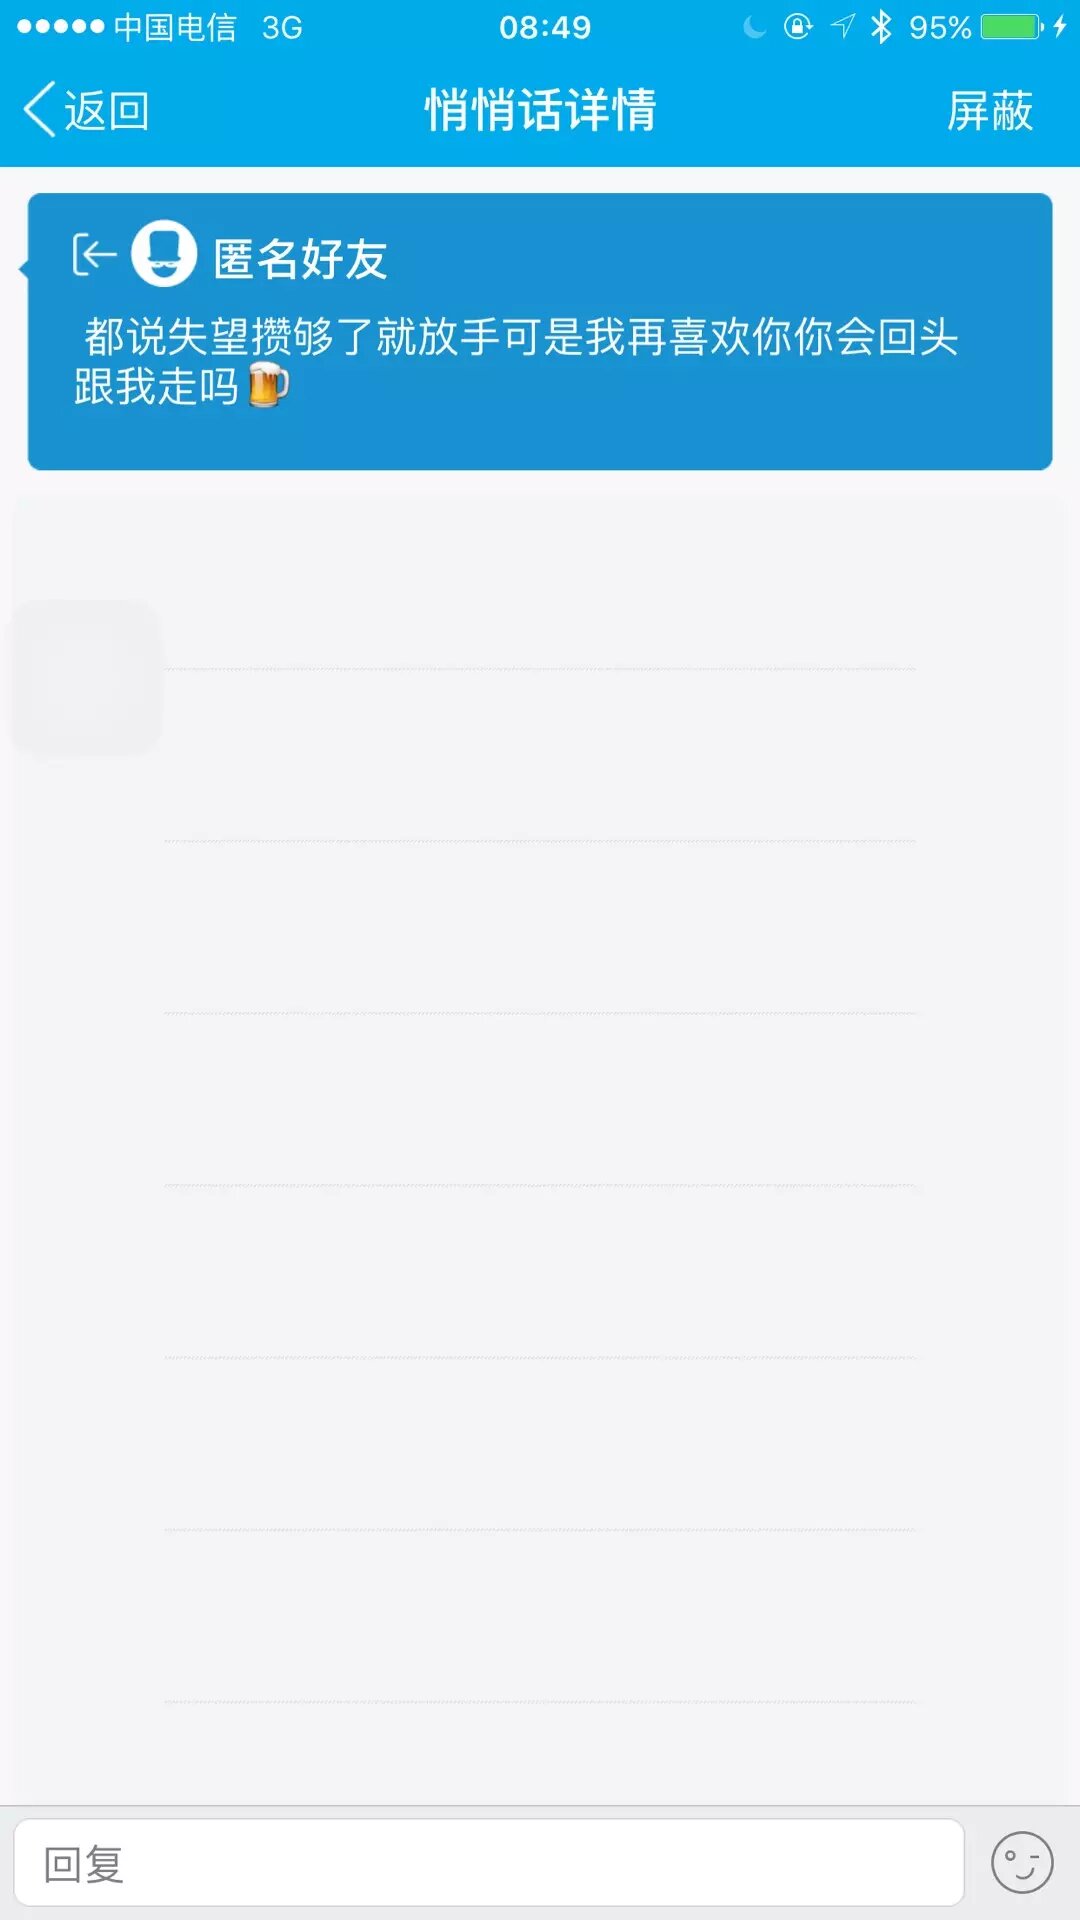 中国电信 3G 08:49 95%
返回 悄悄话详情 屏蔽
匿名好友
都说失望攒够了就放手可是我再喜欢你你会回头
跟我走吗🍺
回复